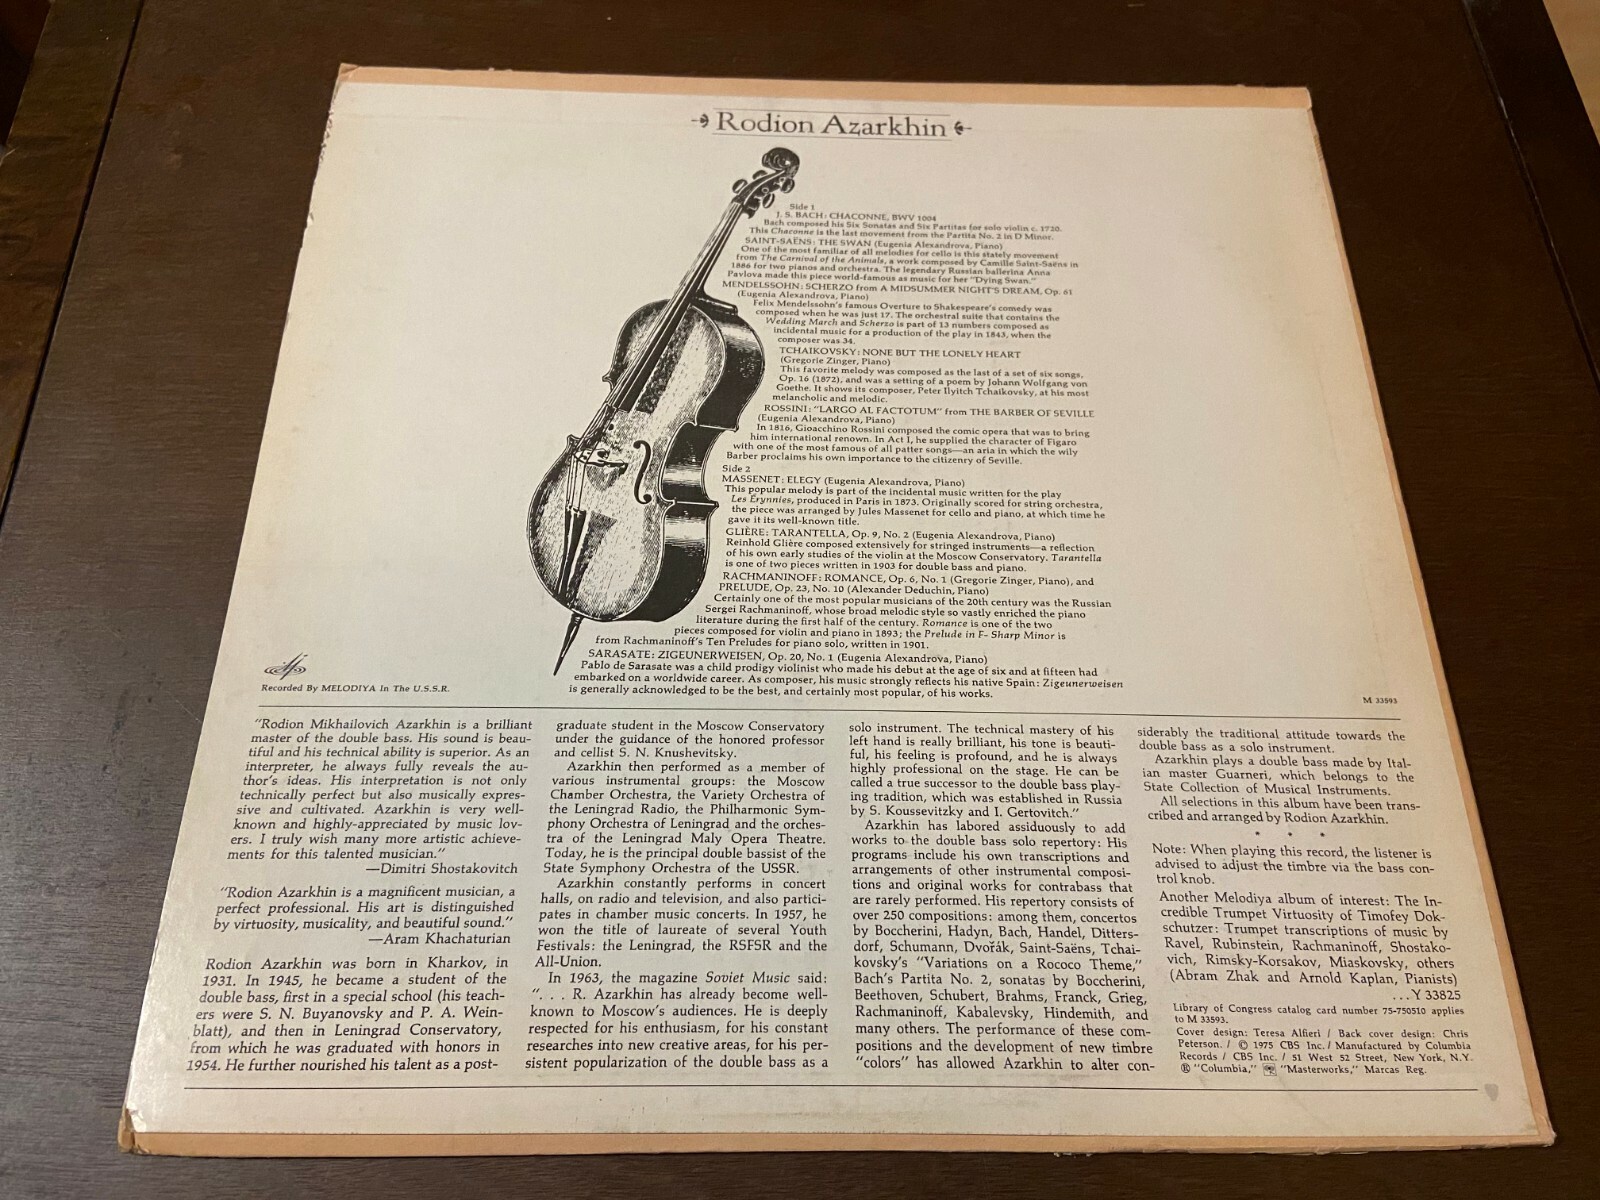 Rodion Azarkhin
Side 1
J. S. BACH: CHACONNE, BWV 1004
Bach composed his Six Sonatas and Six Partitas for solo violin c. 1720.
This Chaconne is the last movement from the Partita No. 2 in D Minor.
SAINT-SAËNS: THE SWAN (Eugenia Alexandrova, Piano)
One of the most familiar of all melodies for cello is this stately movement
from The Carnival of the Animals, a work composed by Camille Saint-Saëns in
1886 for two pianos and orchestra. The legendary Russian ballerina Anna
Pavlova made this piece world-famous as music for her "Dying Swan."
MENDELSSOHN: SCHERZO from A MIDSUMMER NIGHT'S DREAM, Op. 61
(Eugenia Alexandrova, Piano)
Felix Mendelssohn's famous Overture to Shakespeare's comedy was
composed when he was just 17. The orchestral suite that contains the
Wedding March and Scherzo is part of 13 numbers composed as
incidental music for a production of the play in 1843, when the
composer was 34.
TCHAIKOVSKY: NONE BUT THE LONELY HEART
(Gregorie Zinger, Piano)
This favorite melody was composed as the last of a set of six songs,
Op. 16 (1872), and was a setting of a poem by Johann Wolfgang von
Goethe. It shows its composer, Peter Ilyitch Tchaikovsky, at his most
melancholic and melodic.
ROSSINI: "LARGO AL FACTOTUM" from THE BARBER OF SEVILLE
(Eugenia Alexandrova, Piano)
In 1816, Gioacchino Rossini composed the comic opera that was to bring
him international renown. In Act I, he supplied the character of Figaro
with one of the most famous of all patter songs—an aria in which the wily
Barber proclaims his own importance to the citizenry of Seville.
Side 2
MASSENET: ELEGY (Eugenia Alexandrova, Piano)
This popular melody is part of the incidental music written for the play
Les Erynnies, produced in Paris in 1873. Originally scored for string orchestra,
the piece was arranged by Jules Massenet for cello and piano, at which time he
gave it its well-known title.
GLIÈRE: TARANTELLA, Op. 9, No. 2 (Eugenia Alexandrova, Piano)
Reinhold Glière composed extensively for stringed instruments—a reflection
of his own early studies of the violin at the Moscow Conservatory. Tarantella
is one of two pieces written in 1903 for double bass and piano.
RACHMANINOFF: ROMANCE, Op. 6, No. 1 (Gregorie Zinger, Piano), and
PRELUDE, Op. 23, No. 10 (Alexander Deduchin, Piano)
Certainly one of the most popular musicians of the 20th century was the Russian
Sergei Rachmaninoff, whose broad melodic style so vastly enriched the piano
literature during the first half of the century. Romance is one of the two
pieces composed for violin and piano in 1893; the Prelude in F- Sharp Minor is
from Rachmaninoff's Ten Preludes for piano solo, written in 1901.
SARASATE: ZIGEUNERWEISEN, Op. 20, No. 1 (Eugenia Alexandrova, Piano)
Pablo de Sarasate was a child prodigy violinist who made his debut at the age of six and at fifteen had
embarked on a worldwide career. As composer, his music strongly reflects his native Spain: Zigeunerweisen
is generally acknowledged to be the best, and certainly most popular, of his works.
Recorded By MELODIYA In The U.S.S.R.
M 33593
"Rodion Mikhailovich Azarkhin is a brilliant
master of the double bass. His sound is beau-
tiful and his technical ability is superior. As an
interpreter, he always fully reveals the au-
thor's ideas. His interpretation is not only
technically perfect but also musically expres-
sive and cultivated. Azarkhin is very well-
known and highly-appreciated by music lov-
ers. I truly wish many more artistic achieve-
ments for this talented musician."
—Dimitri Shostakovitch
"Rodion Azarkhin is a magnificent musician, a
perfect professional. His art is distinguished
by virtuosity, musicality, and beautiful sound."
—Aram Khachaturian
Rodion Azarkhin was born in Kharkov, in
1931. In 1945, he became a student of the
double bass, first in a special school (his teach-
ers were S. N. Buyanovsky and P. A. Wein-
blatt), and then in Leningrad Conservatory,
from which he was graduated with honors in
1954. He further nourished his talent as a post-
graduate student in the Moscow Conservatory
under the guidance of the honored professor
and cellist S. N. Knushevitsky.
Azarkhin then performed as a member of
various instrumental groups: the Moscow
Chamber Orchestra, the Variety Orchestra of
the Leningrad Radio, the Philharmonic Sym-
phony Orchestra of Leningrad and the orches-
tra of the Leningrad Maly Opera Theatre.
Today, he is the principal double bassist of the
State Symphony Orchestra of the USSR.
Azarkhin constantly performs in concert
halls, on radio and television, and also partici-
pates in chamber music concerts. In 1957, he
won the title of laureate of several Youth
Festivals: the Leningrad, the RSFSR and the
All-Union.
In 1963, the magazine Soviet Music said:
". . . R. Azarkhin has already become well-
known to Moscow's audiences. He is deeply
respected for his enthusiasm, for his constant
researches into new creative areas, for his per-
sistent popularization of the double bass as a
solo instrument. The technical mastery of his
left hand is really brilliant, his tone is beauti-
ful, his feeling is profound, and he is always
highly professional on the stage. He can be
called a true successor to the double bass play-
ing tradition, which was established in Russia
by S. Koussevitzky and I. Gertovitch."
Azarkhin has labored assiduously to add
works to the double bass solo repertory: His
programs include his own transcriptions and
arrangements of other instrumental composi-
tions and original works for contrabass that
are rarely performed. His repertory consists of
over 250 compositions: among them, concertos
by Boccherini, Hadyn, Bach, Handel, Ditters-
dorf, Schumann, Dvořák, Saint-Saëns, Tchai-
kovsky's "Variations on a Rococo Theme,"
Bach's Partita No. 2, sonatas by Boccherini,
Beethoven, Schubert, Brahms, Franck, Grieg,
Rachmaninoff, Kabalevsky, Hindemith, and
many others. The performance of these com-
positions and the development of new timbre
"colors" has allowed Azarkhin to alter con-
siderably the traditional attitude towards the
double bass as a solo instrument.
Azarkhin plays a double bass made by Ital-
ian master Guarneri, which belongs to the
State Collection of Musical Instruments.
All selections in this album have been trans-
cribed and arranged by Rodion Azarkhin.
* * *
Note: When playing this record, the listener is
advised to adjust the timbre via the bass con-
trol knob.
Another Melodiya album of interest: The In-
credible Trumpet Virtuosity of Timofey Dok-
schutzer: Trumpet transcriptions of music by
Ravel, Rubinstein, Rachmaninoff, Shostako-
vich, Rimsky-Korsakov, Miaskovsky, others
(Abram Zhak and Arnold Kaplan, Pianists)
. . . Y 33825
Library of Congress catalog card number 75-750510 applies
to M 33593.
Cover design: Teresa Alfieri / Back cover design: Chris
Peterson. / © 1975 CBS Inc. / Manufactured by Columbia
Records / CBS Inc. / 51 West 52 Street, New York, N.Y.
® "Columbia," "Masterworks," Marcas Reg.